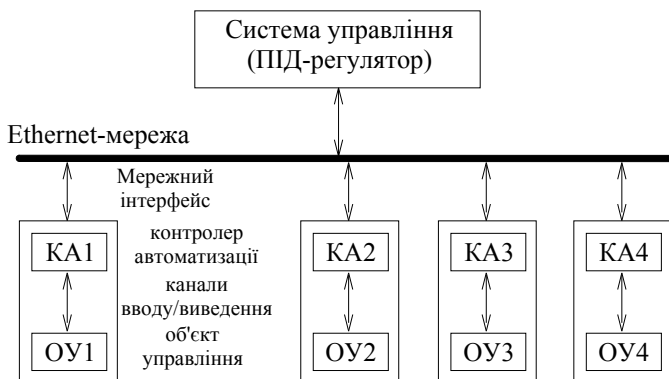 Система управління
(ПІД-регулятор)
Ethernet-мережа
Мережний
інтерфейс
КА1
контролер
автоматизації
КА2
КА3
КА4
канали
вводу/виведення
ОУ1
об'єкт
управління
ОУ2
ОУ3
ОУ4